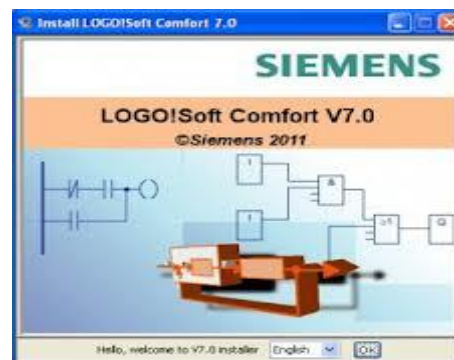 Install LOGO!Soft Comfort 7.0
SIEMENS
LOGO!Soft Comfort V7.0
©Siemens 2011
I
&
I
≥1
Q
Hello, welcome to V7.0 installer English OK